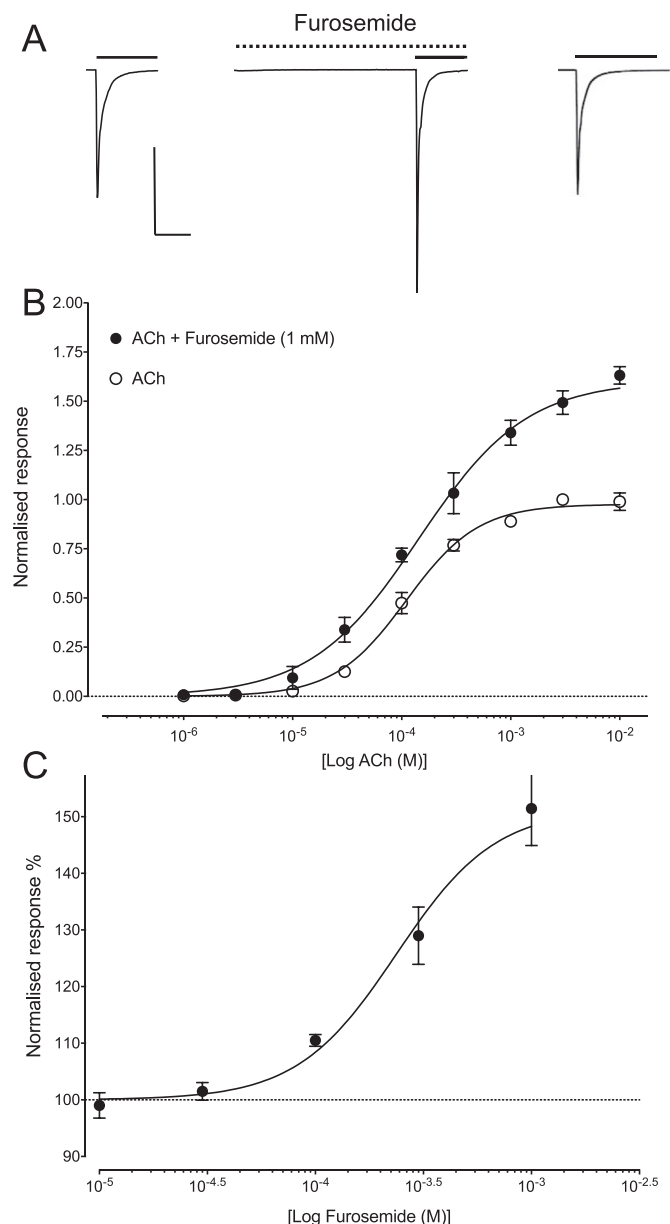 A
Furosemide
B
2.00
1.75
1.50
1.25
1.00
0.75
0.50
0.25
0.00
Normalised response
ACh + Furosemide (1 mM)
ACh
10-6
10-5
10-4
10-3
10-2
[Log ACh (M)]
C
150
140
130
120
110
100
90
Normalised response %
10-5
10-4.5
10-4
10-3.5
10-3
10-2.5
[Log Furosemide (M)]